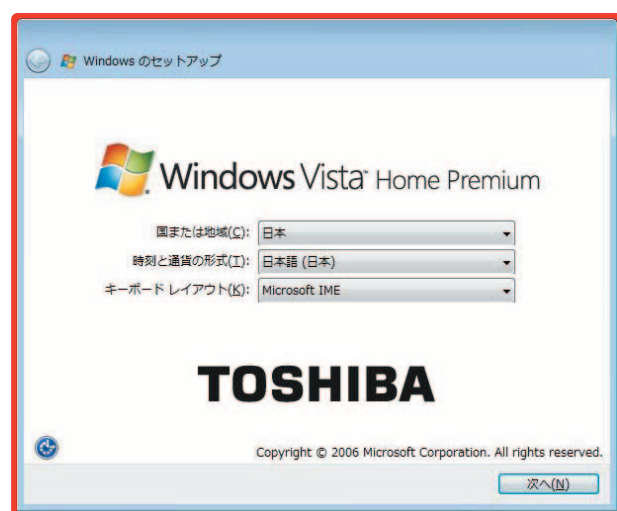 Windows のセットアップ
Windows Vista™ Home Premium
国または地域(C): 日本
時刻と通貨の形式(T): 日本語 (日本)
キーボード レイアウト(K): Microsoft IME
TOSHIBA
Copyright © 2006 Microsoft Corporation. All rights reserved.
次へ(N)